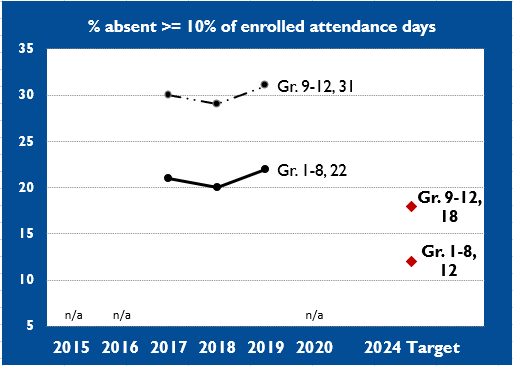 % absent >= 10% of enrolled attendance days
35
30
25
20
15
10
5
Gr. 9-12, 31
Gr. 1-8, 22
Gr. 9-12,
18
Gr. 1-8,
12
n/a n/a n/a
2015 2016 2017 2018 2019 2020 2024 Target